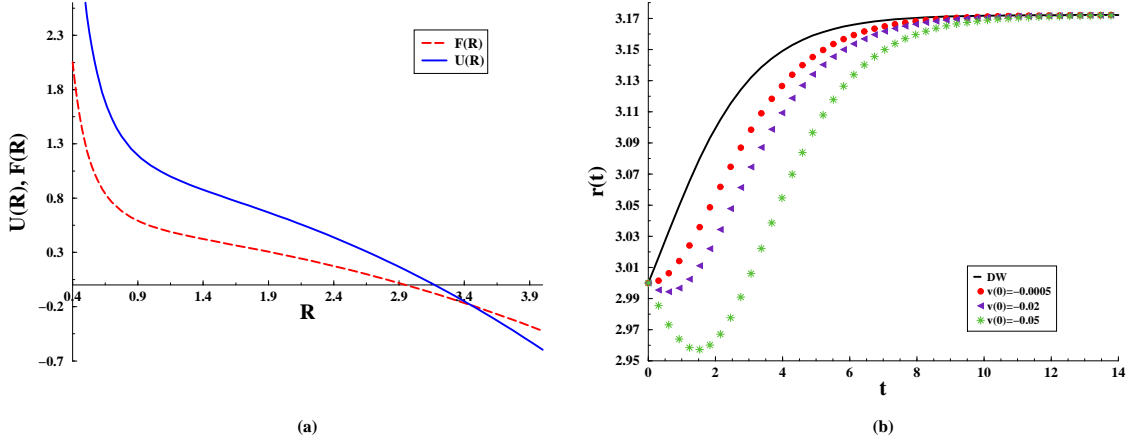 2.3
1.8
1.3
0.8
0.3
−0.2
−0.7
U(R), F(R)
0.4 0.9 1.4 1.9 2.4 2.9 3.4 3.9
R
F(R)
U(R)
(a)
3.17
3.15
3.13
3.11
3.09
3.07
3.05
3.03
3.01
2.99
2.97
2.95
r(t)
0 2 4 6 8 10 12 14
t
DW
v(0)=−0.0005
v(0)=−0.02
v(0)=−0.05
(b)